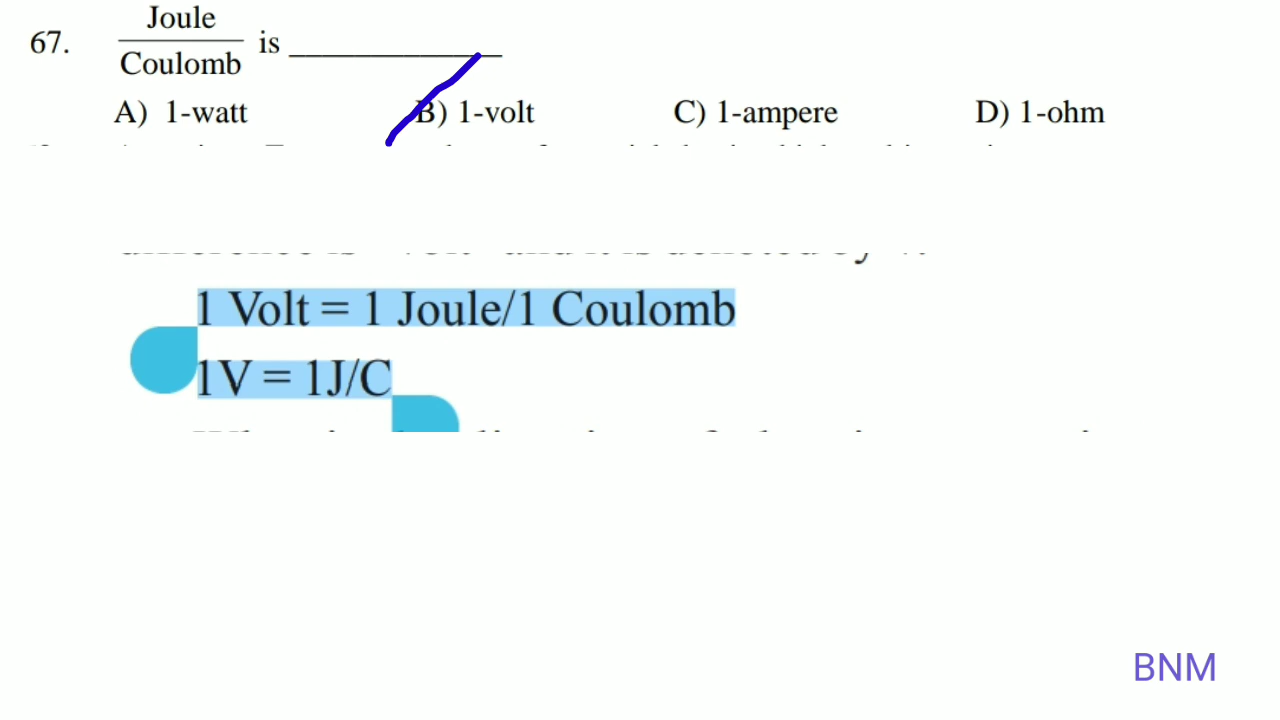 67. Joule
Coulomb is ______________
A) 1-watt B) 1-volt C) 1-ampere D) 1-ohm
1 Volt = 1 Joule/1 Coulomb
1V = 1J/C
BNM